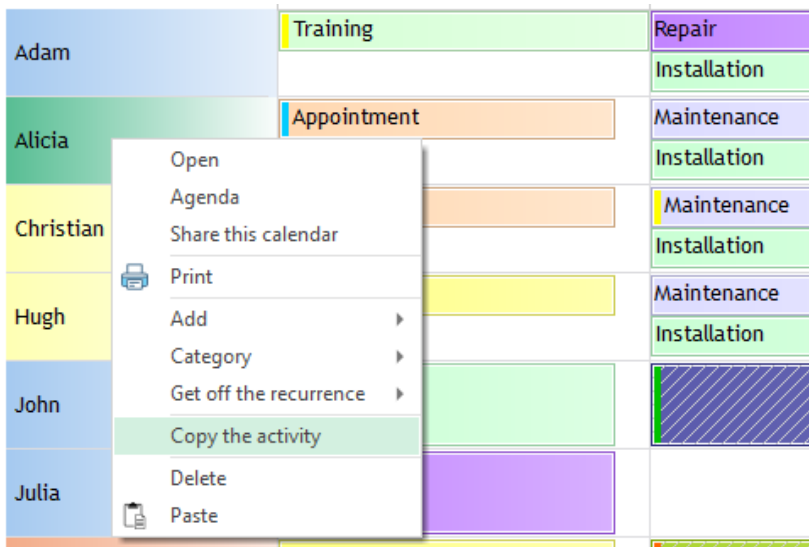 Adam
Training
Repair
Installation
Alicia
Appointment
Maintenance
Installation
Christian
Maintenance
Installation
Hugh
Maintenance
Installation
John
Julia
Open
Agenda
Share this calendar
Print
Add
Category
Get off the recurrence
Copy the activity
Delete
Paste